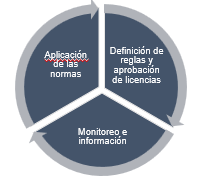 Aplicación
de las
normas
Definición de
reglas y
aprobación
de licencias
Monitoreo e
información